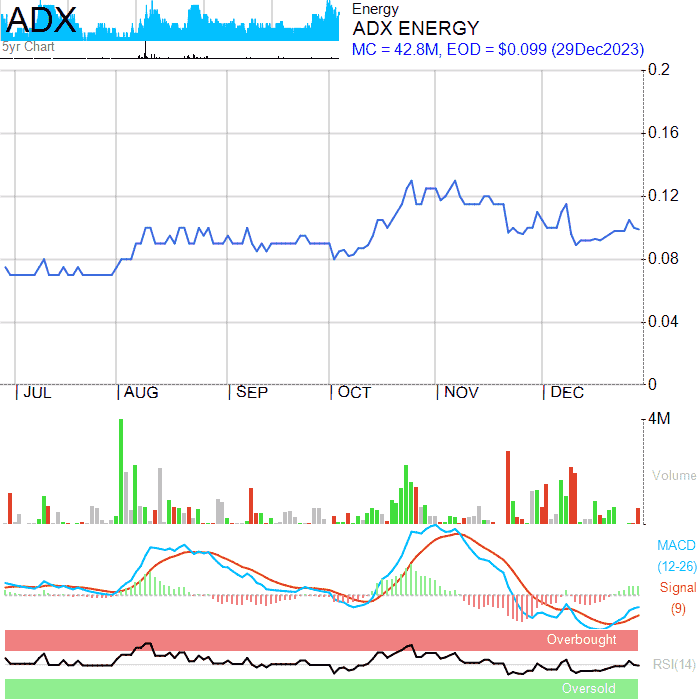 ADX
5yr Chart
Energy
ADX ENERGY
MC = 42.8M, EOD = $0.099 (29Dec2023)
0.2
0.16
0.12
0.08
0.04
0
JUL AUG SEP OCT NOV DEC
4M
Volume
MACD
(12-26)
Signal
(9)
Overbought
RSI(14)
Oversold